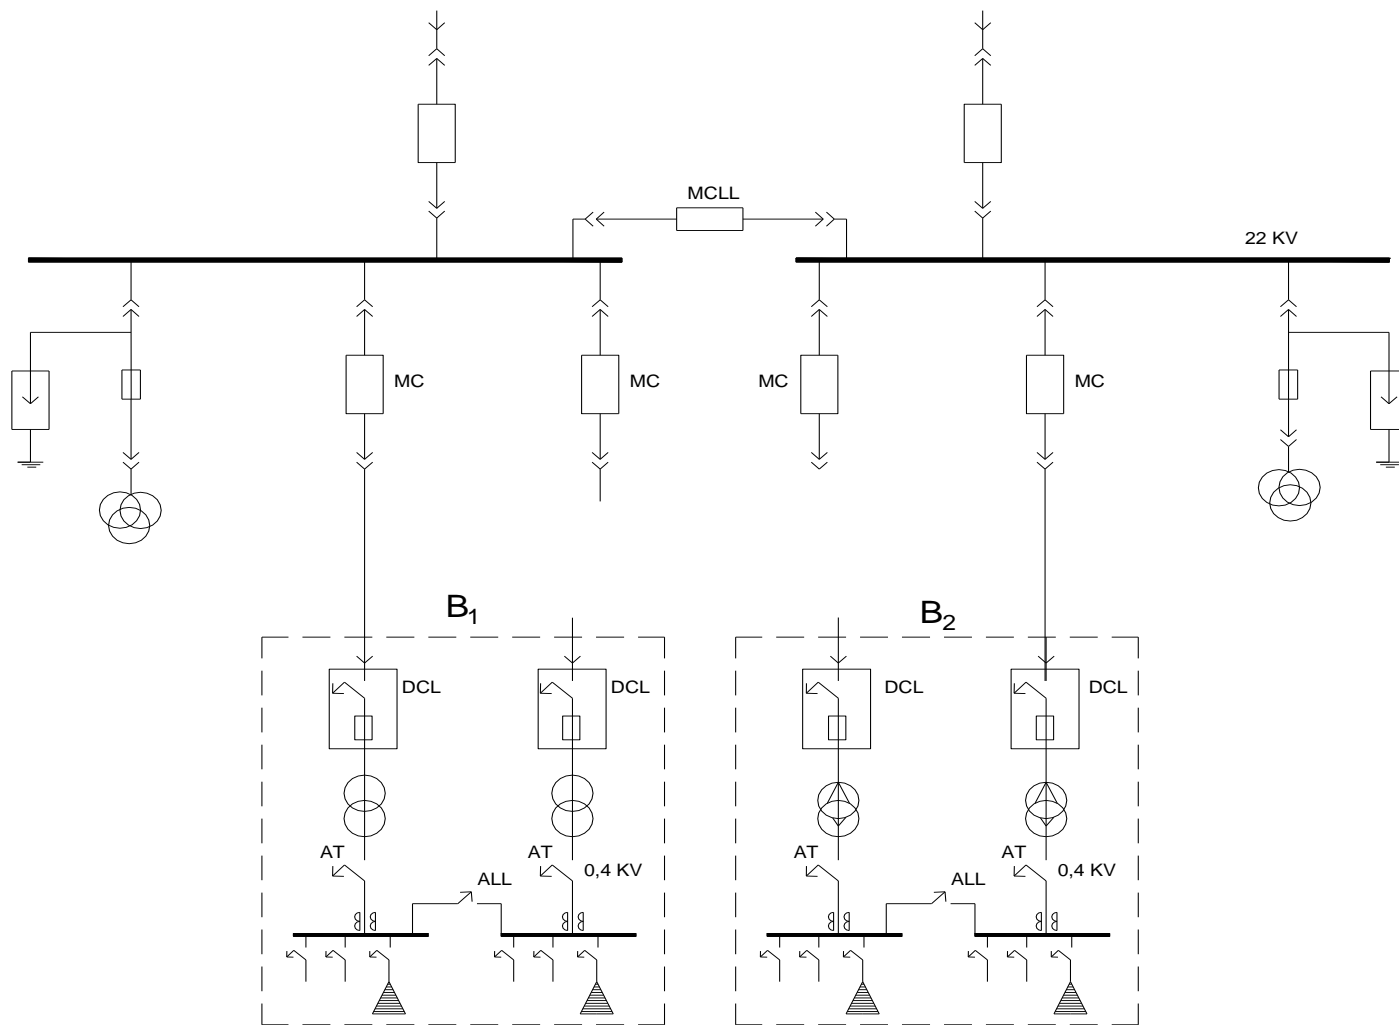 MCLL
22 KV
MC
MC
MC
MC
B₁
B₂
DCL
DCL
DCL
DCL
AT
AT
0,4 KV
AT
AT
0,4 KV
ALL
ALL